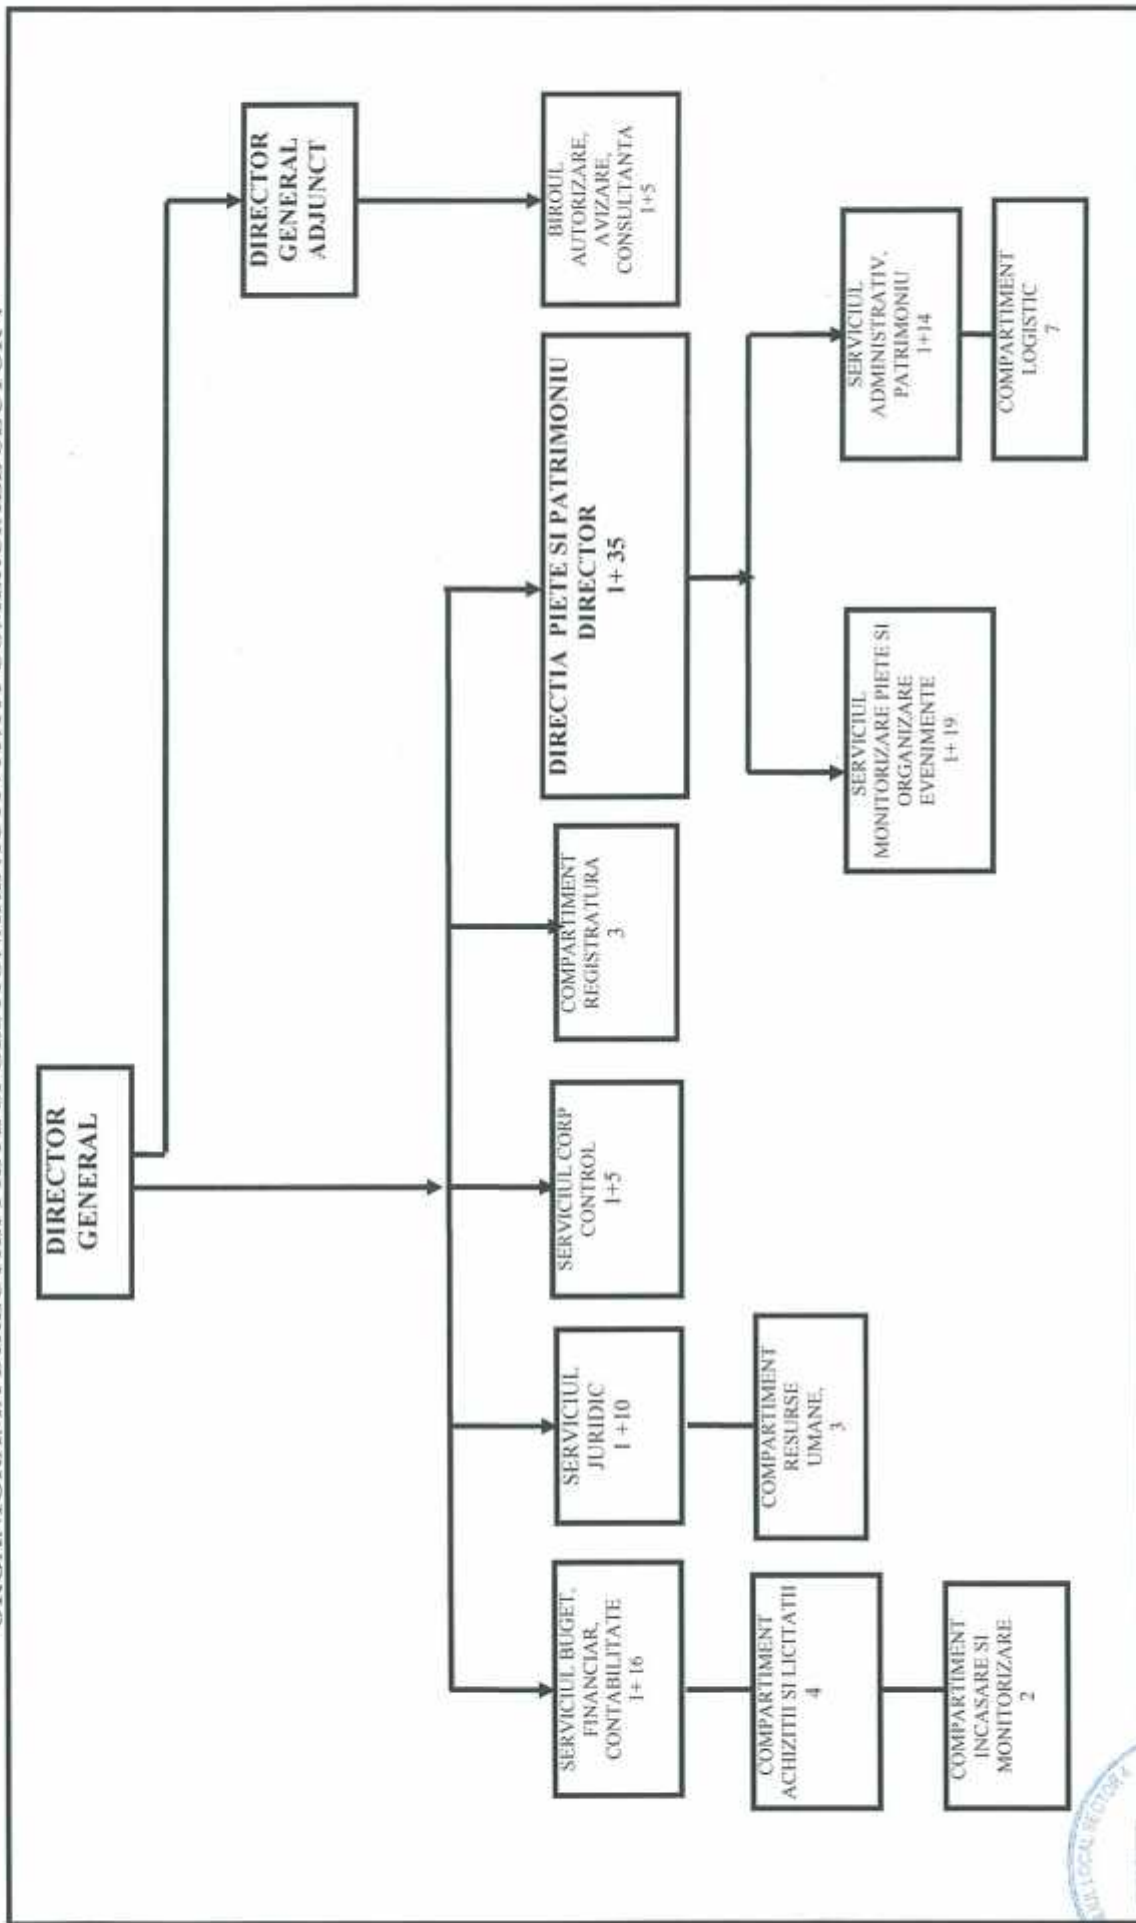 DIRECTOR
GENERAL
DIRECTOR
GENERAL
ADJUNCT
SERVICIUL BUGET,
FINANCIAR,
CONTABILITATE
1+ 16
SERVICIUL
JURIDIC
1 +10
SERVICIUL CORP
CONTROL
1+5
COMPARTIMENT
REGISTRATURA
3
DIRECTIA PIETE SI PATRIMONIU
DIRECTOR
1+ 35
BIROUL
AUTORIZARE,
AVIZARE,
CONSULTANTA
1+5
COMPARTIMENT
ACHIZITII SI LICITATII
4
COMPARTIMENT
RESURSE
UMANE,
3
SERVICIUL
MONITORIZARE PIETE SI
ORGANIZARE
EVENIMENTE
1+ 19
SERVICIUL
ADMINISTRATIV,
PATRIMONIU
1+14
COMPARTIMENT
INCASARE SI
MONITORIZARE
2
COMPARTIMENT
LOGISTIC
7
LOCAL SECTOR 4